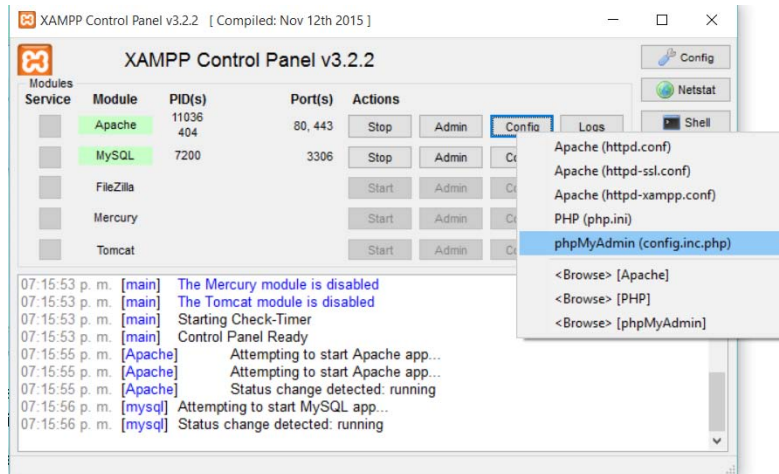 XAMPP Control Panel v3.2.2 [ Compiled: Nov 12th 2015 ]
XAMPP Control Panel v3.2.2
Config
Modules
Service Module PID(s) Port(s) Actions
Netstat
Apache 11036 404 80, 443 Stop Admin Config Logs
Shell
MySQL 7200 3306 Stop Admin
FileZilla Start Admin
Mercury Start Admin
Tomcat Start Admin
Apache (httpd.conf)
Apache (httpd-ssl.conf)
Apache (httpd-xampp.conf)
PHP (php.ini)
phpMyAdmin (config.inc.php)
<Browse> [Apache]
<Browse> [PHP]
<Browse> [phpMyAdmin]
07:15:53 p. m. [main] The Mercury module is disabled
07:15:53 p. m. [main] The Tomcat module is disabled
07:15:53 p. m. [main] Starting Check-Timer
07:15:53 p. m. [main] Control Panel Ready
07:15:55 p. m. [Apache] Attempting to start Apache app...
07:15:55 p. m. [Apache] Attempting to start Apache app...
07:15:55 p. m. [Apache] Status change detected: running
07:15:56 p. m. [mysql] Attempting to start MySQL app...
07:15:56 p. m. [mysql] Status change detected: running